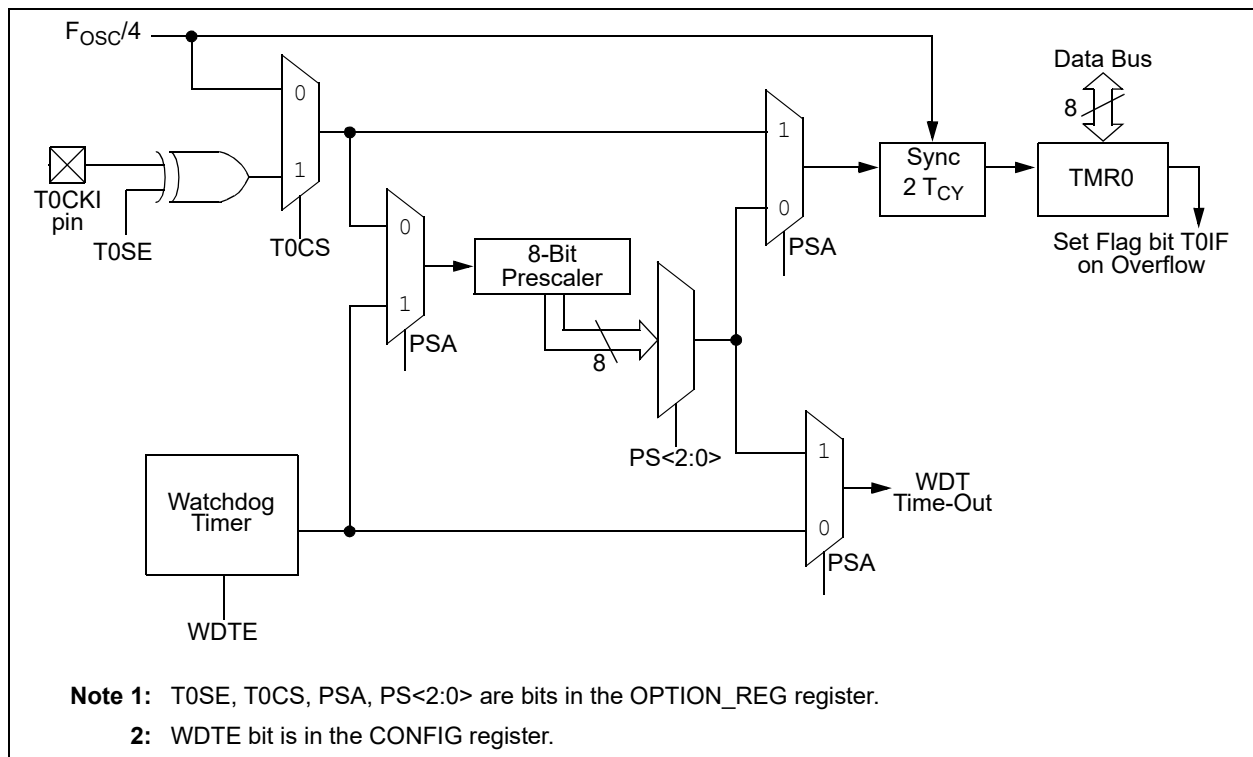 FOSC/4
Data Bus
8
0
1
1
0
Sync
2 TCY
TMR0
T0CKI
pin
T0SE
T0CS
0
1
PSA
8-Bit
Prescaler
PSA
Set Flag bit T0IF
on Overflow
8
PS<2:0>
1
0
PSA
WDT
Time-Out
Watchdog
Timer
WDTE
Note 1: T0SE, T0CS, PSA, PS<2:0> are bits in the OPTION_REG register.
2: WDTE bit is in the CONFIG register.